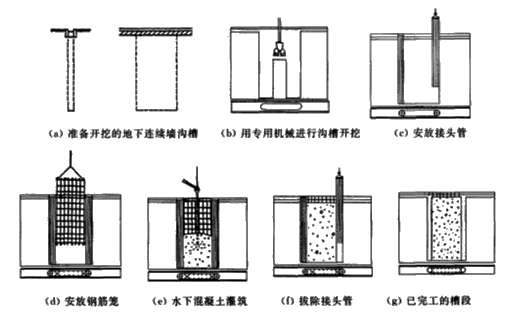 (a) 准备开挖的地下连续墙沟槽
(b) 用专用机械进行沟槽开挖
(c) 安放接头管
(d) 安放钢筋笼
(e) 水下混凝土灌筑
(f) 拔除接头管
(g) 已完工的槽段